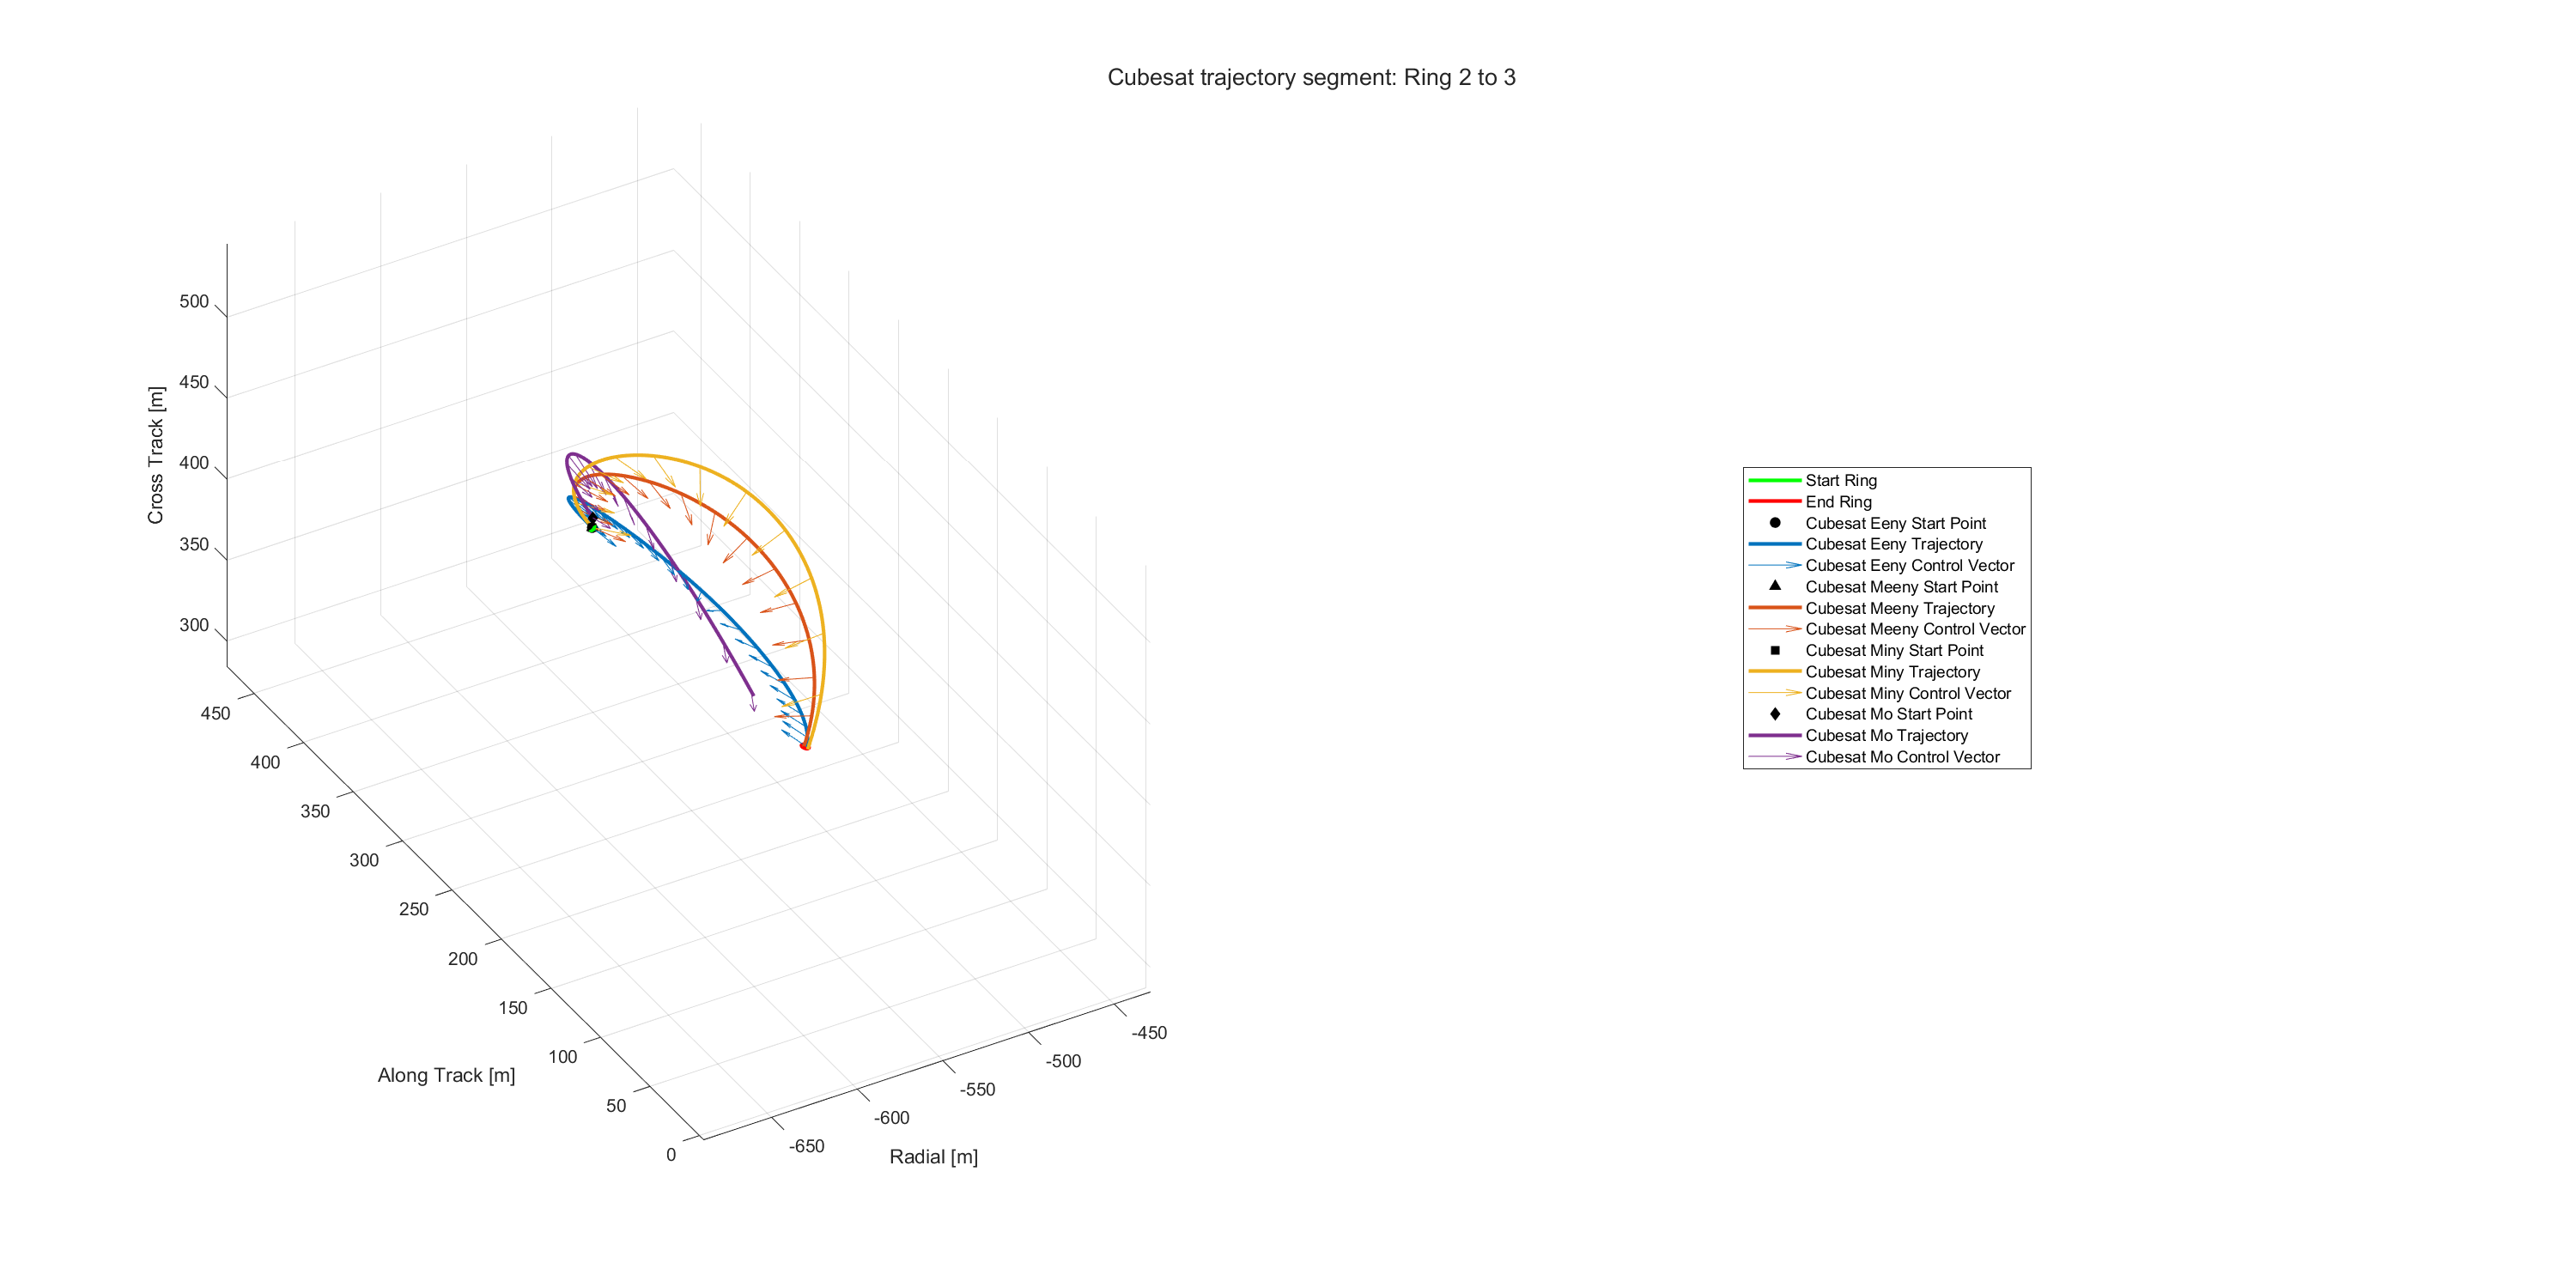 Cubesat trajectory segment: Ring 2 to 3
500
450
400
350
300
Cross Track [m]
450
400
350
300
250
200
150
100
50
0
Along Track [m]
-450
-500
-550
-600
-650
Radial [m]
Start Ring
End Ring
Cubesat Eeny Start Point
Cubesat Eeny Trajectory
Cubesat Eeny Control Vector
Cubesat Meeny Start Point
Cubesat Meeny Trajectory
Cubesat Meeny Control Vector
Cubesat Miny Start Point
Cubesat Miny Trajectory
Cubesat Miny Control Vector
Cubesat Mo Start Point
Cubesat Mo Trajectory
Cubesat Mo Control Vector